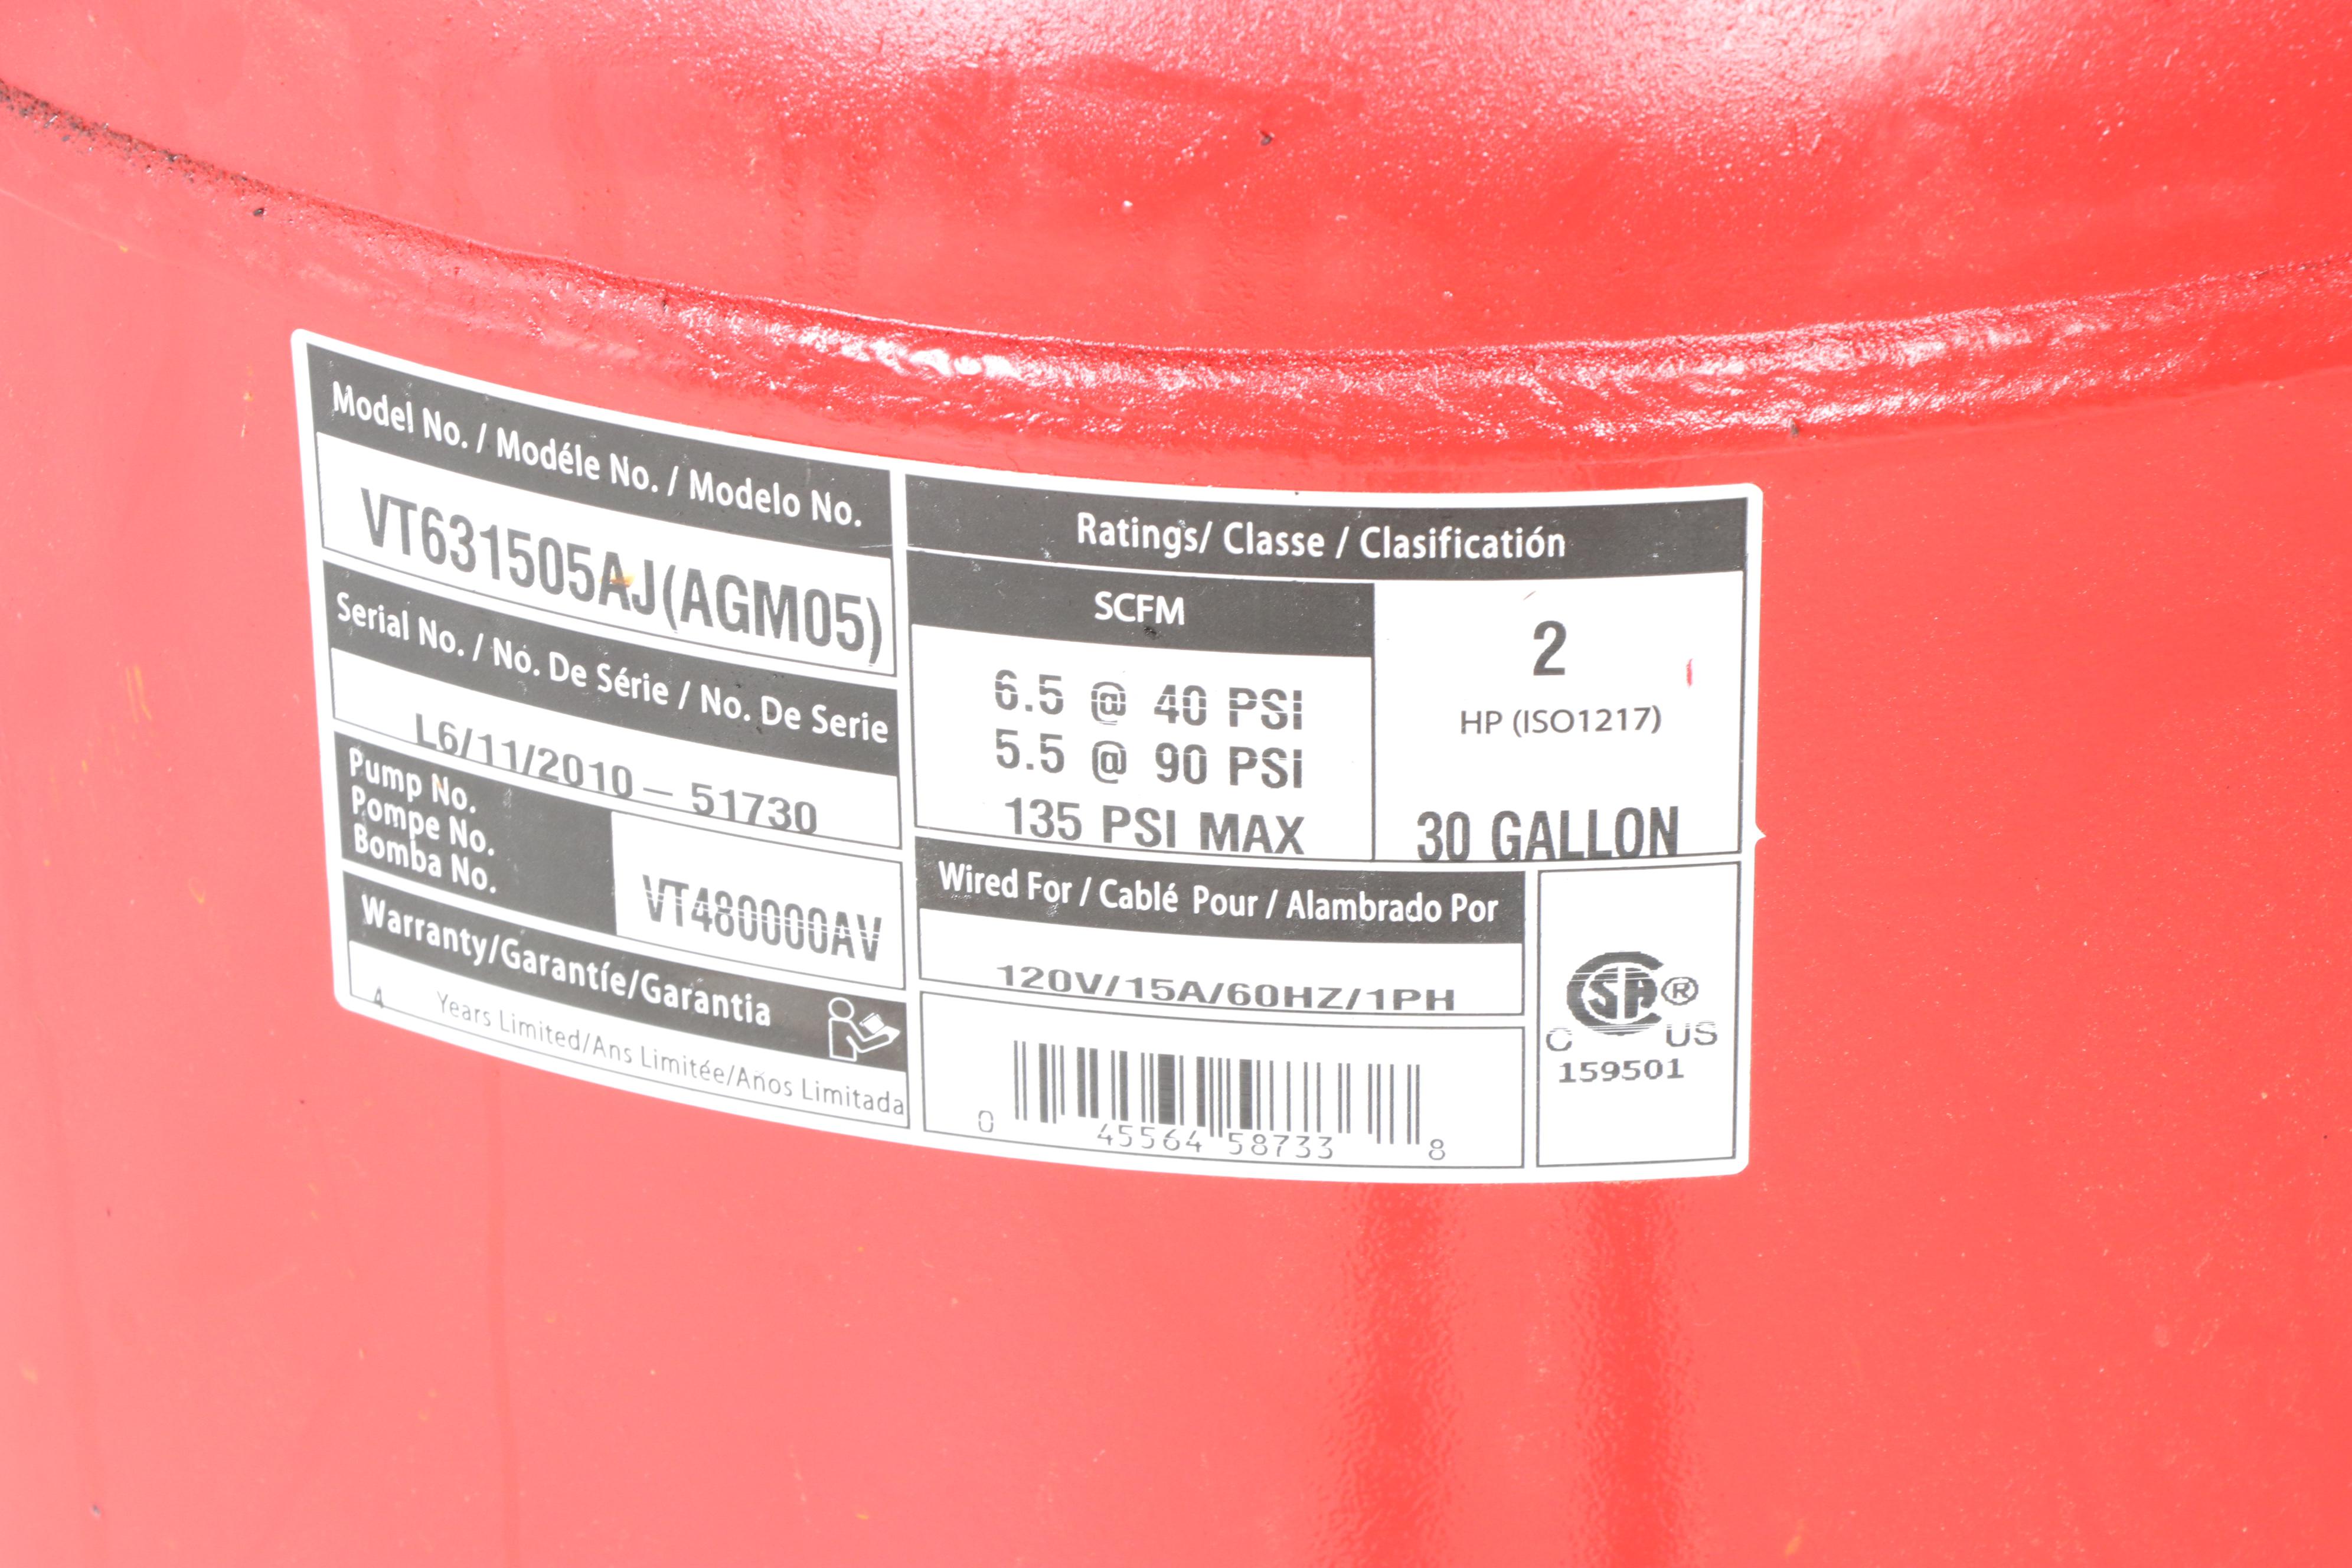 Model No. / Modéle No. / Modelo No.
VT631505AJ(AGM05)
Serial No. / No. De Série / No. De Serie
L6/11/2010 – 51730
Pump No.
Pompe No.
Bomba No.
VT480000AV
Warranty/Garantíe/Garantia
4 Years Limited/Ans Limitée/Años Limitada
Ratings/ Classe / Clasificatión
SCFM
6.5 @ 40 PSI
5.5 @ 90 PSI
135 PSI MAX
2
HP (ISO1217)
30 GALLON
Wired For / Cablé Pour / Alambrado Por
120V/15A/60HZ/1PH
0 45564 58733 8
CSA®
C US
159501